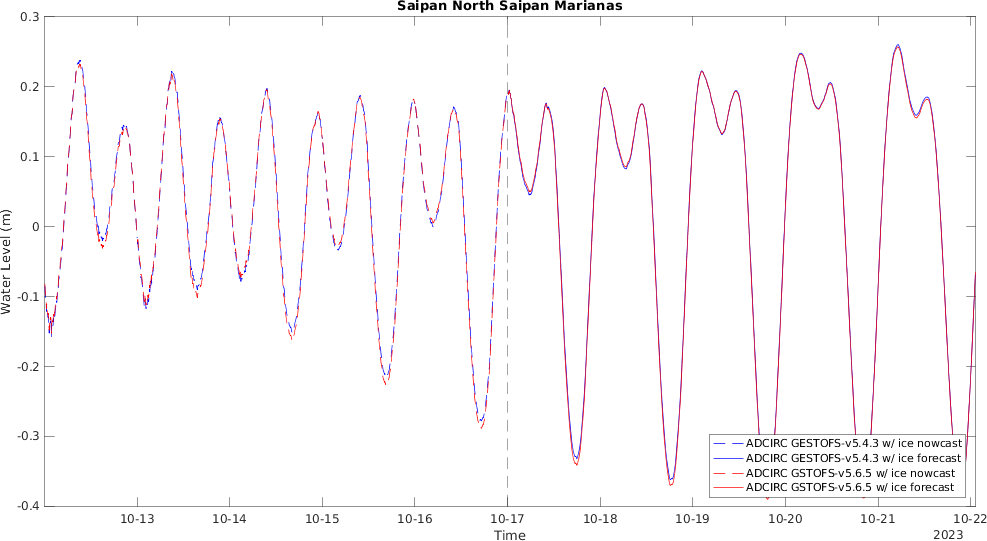 Saipan North Saipan Marianas
0.3
0.2
0.1
0
-0.1
-0.2
-0.3
-0.4
Water Level (m)
ADCIRC GESTOFS-v5.4.3 w/ ice nowcast
ADCIRC GESTOFS-v5.4.3 w/ ice forecast
ADCIRC GSTOFS-v5.6.5 w/ ice nowcast
ADCIRC GSTOFS-v5.6.5 w/ ice forecast
10-13 10-14 10-15 10-16 10-17 10-18 10-19 10-20 10-21 10-22
Time
2023